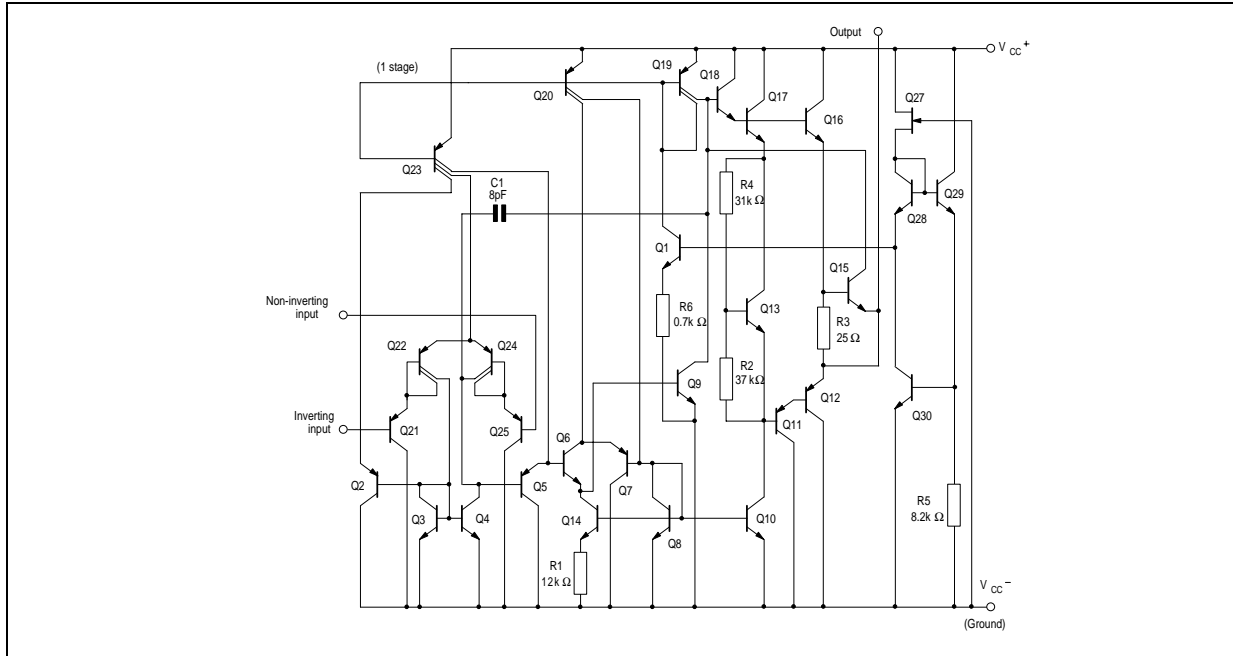 Output
V CC +
Q19
(1 stage)
Q18
Q17
Q27
Q20
Q16
Q23
C1
8pF
R4
31k Ω
Q29
Q28
Q1
Q15
Non-inverting
input
R6
0.7k Ω
Q13
R3
25 Ω
Q22
Q24
R2
37 kΩ
Q9
Q12
Inverting
input
Q21
Q25
Q11
Q30
Q6
Q2
Q5
Q7
R5
8.2k Ω
Q3
Q4
Q14
Q10
Q8
R1
12k Ω
V CC −
(Ground)